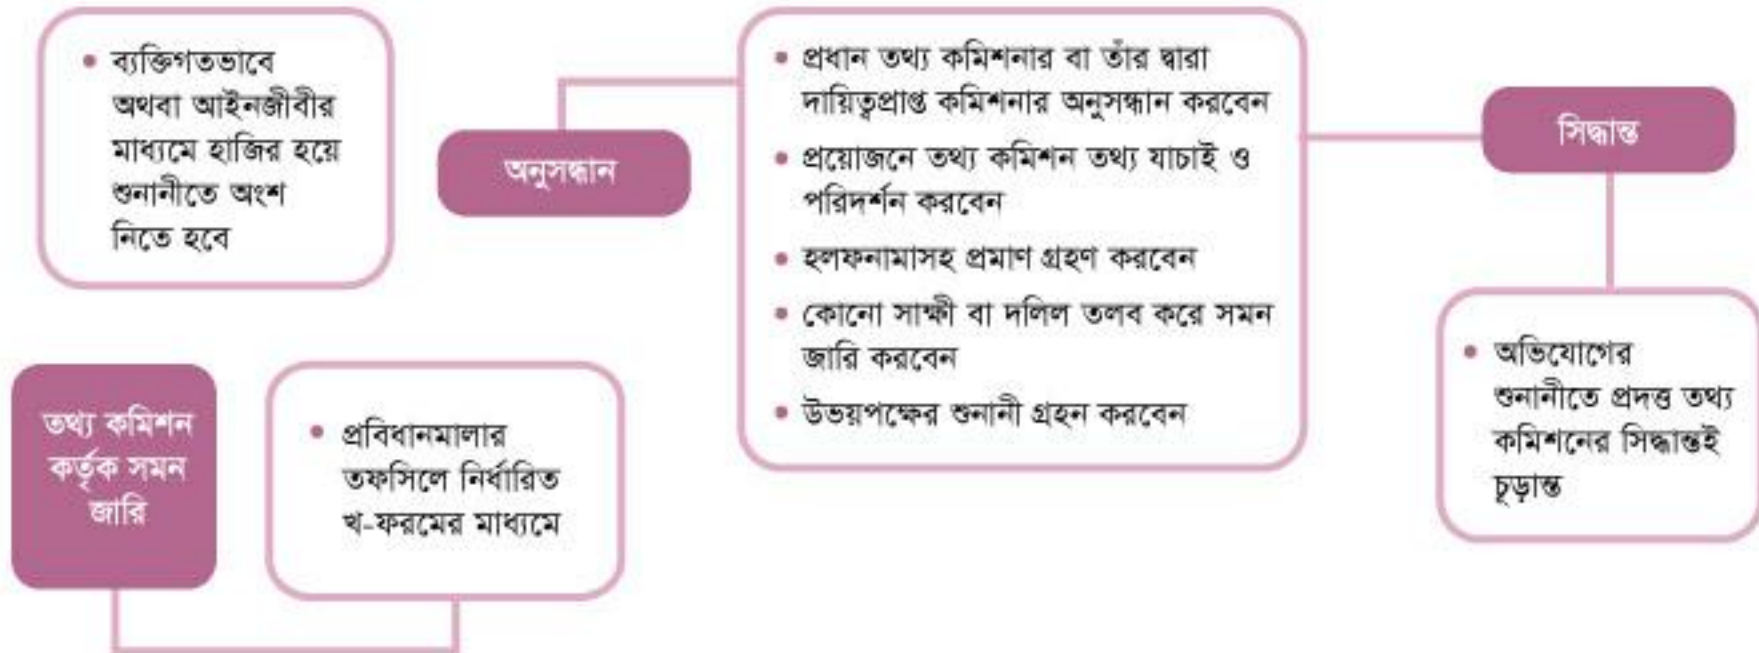 • ব্যক্তিগতভাবে
অথবা আইনজীবীর
মাধ্যমে হাজির হয়ে
শুনানীতে অংশ
নিতে হবে
তথ্য কমিশন
কর্তৃক সমন
জারি
• প্রবিধানমালার
তফসিলে নির্ধারিত
খ-ফরমের মাধ্যমে
অনুসন্ধান
• প্রধান তথ্য কমিশনার বা তাঁর দ্বারা
দায়িত্বপ্রাপ্ত কমিশনার অনুসন্ধান করবেন
• প্রয়োজনে তথ্য কমিশন তথ্য যাচাই ও
পরিদর্শন করবেন
• হলফনামাসহ প্রমাণ গ্রহণ করবেন
• কোনো সাক্ষী বা দলিল তলব করে সমন
জারি করবেন
• উভয়পক্ষের শুনানী গ্রহন করবেন
সিদ্ধান্ত
• অভিযোগের
শুনানীতে প্রদত্ত তথ্য
কমিশনের সিদ্ধান্তই
চূড়ান্ত